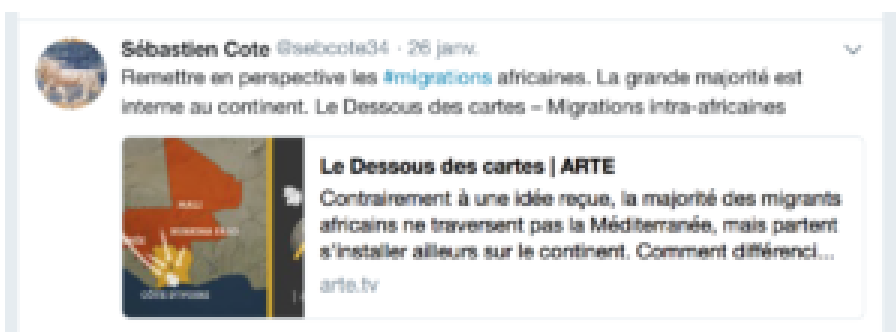 Sébastien Cote @sebcote34 · 26 janv.
Remettre en perspective les #migrations africaines. La grande majorité est
interne au continent. Le Dessous des cartes – Migrations intra-africaines
Le Dessous des cartes | ARTE
Contrairement à une idée reçue, la majorité des migrants
africains ne traversent pas la Méditerranée, mais partent
s'installer ailleurs sur le continent. Comment différenci...
arte.tv
MALI
BURKINA FASO
CÔTE D'IVOIRE